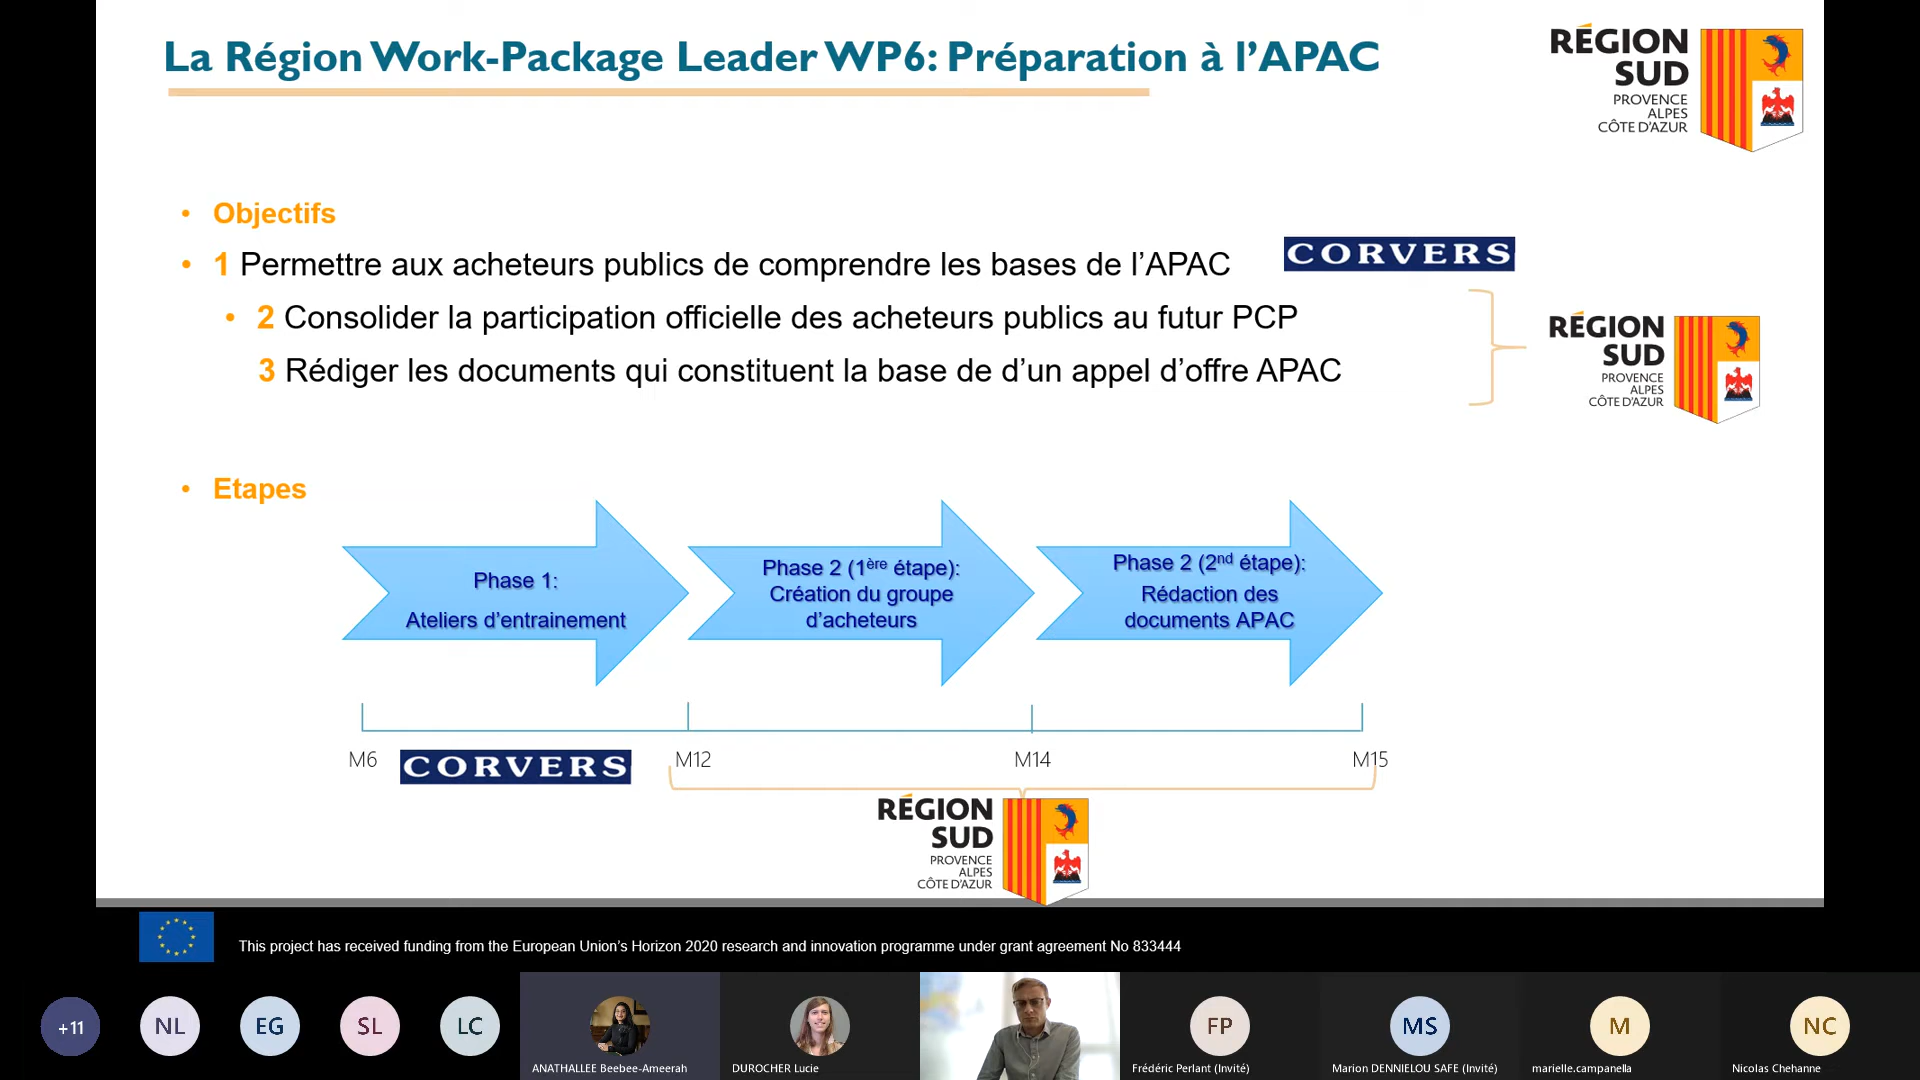 La Région Work-Package Leader WP6: Préparation à l’APAC
RÉGION
SUD
PROVENCE
ALPES
CÔTE D’AZUR
• Objectifs
• 1 Permettre aux acheteurs publics de comprendre les bases de l’APAC
CORVERS
• 2 Consolider la participation officielle des acheteurs publics au futur PCP
3 Rédiger les documents qui constituent la base de d’un appel d’offre APAC
RÉGION
SUD
PROVENCE
ALPES
CÔTE D’AZUR
• Etapes
Phase 1:
Ateliers d’entrainement
Phase 2 (1ère étape):
Création du groupe
d’acheteurs
Phase 2 (2nd étape):
Rédaction des
documents APAC
M6
CORVERS
M12
M14
M15
RÉGION
SUD
PROVENCE
ALPES
CÔTE D’AZUR
This project has received funding from the European Union’s Horizon 2020 research and innovation programme under grant agreement No 833444
+11
NL
EG
SL
LC
ANATHALLEE Beebee-Ameerah
DUROCHER Lucie
FP
Frédéric Perlant (Invité)
MS
Marion DENNIELOU SAFE (Invité)
M
marielle.campanella
NC
Nicolas Chehanne